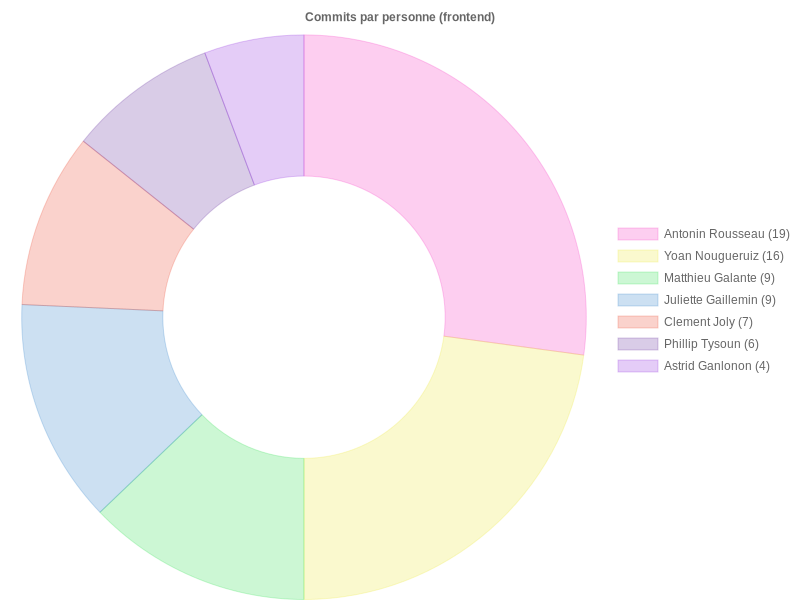 Commits par personne (frontend)
Antonin Rousseau (19)
Yoan Nougueruiz (16)
Matthieu Galante (9)
Juliette Gaillemin (9)
Clement Joly (7)
Phillip Tysoun (6)
Astrid Ganlonon (4)